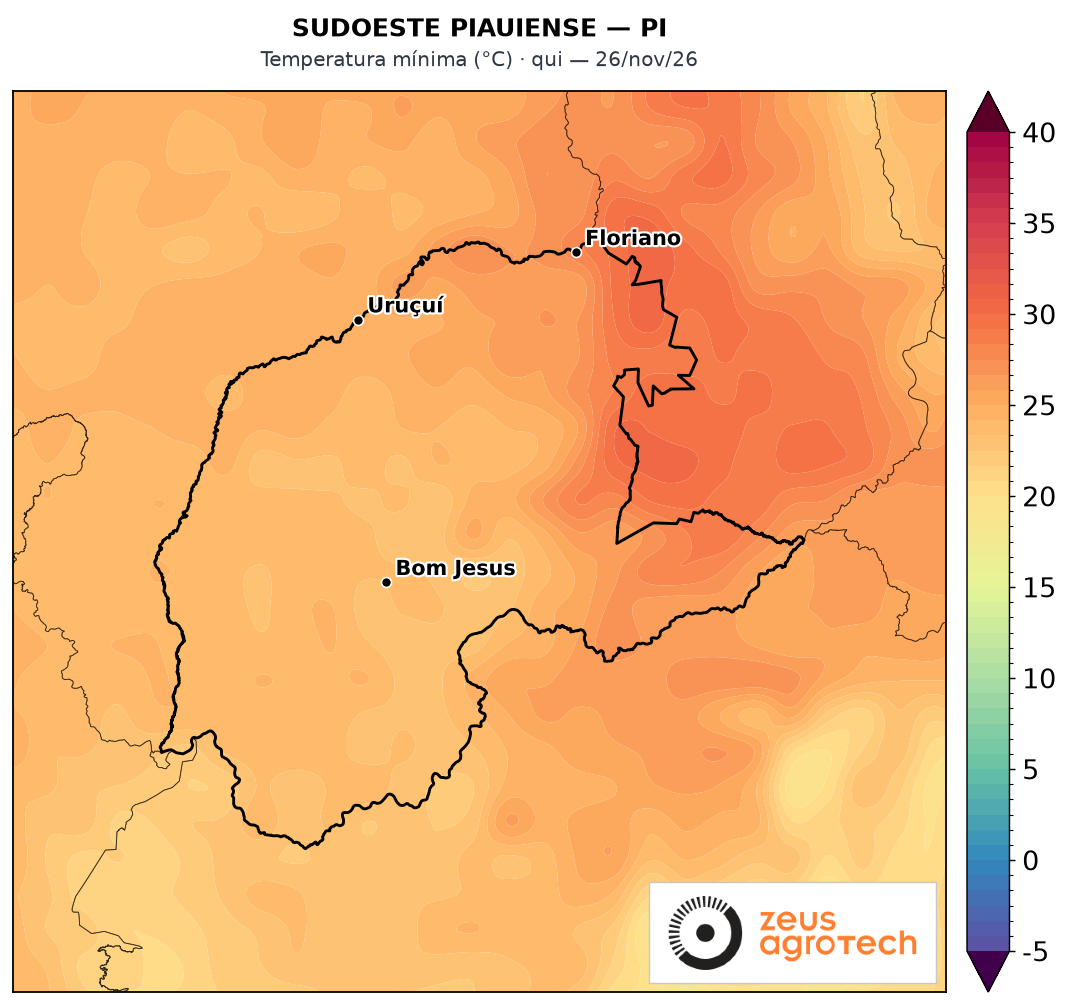 SUDOESTE PIAUIENSE — PI
Temperatura mínima (°C) · qui — 26/nov/26
Floriano
Uruçuí
Bom Jesus
40
35
30
25
20
15
10
5
0
-5
zeus
agrotech